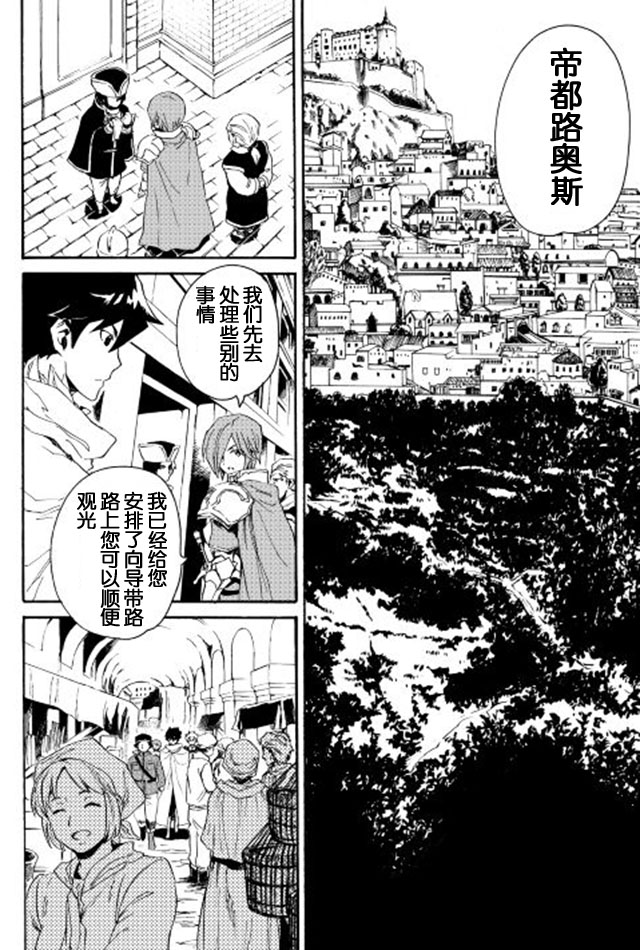 帝都路奥斯
我们先去
处理些别的
事情
我已经给您
安排了向导带路
路上您可以顺便
观光